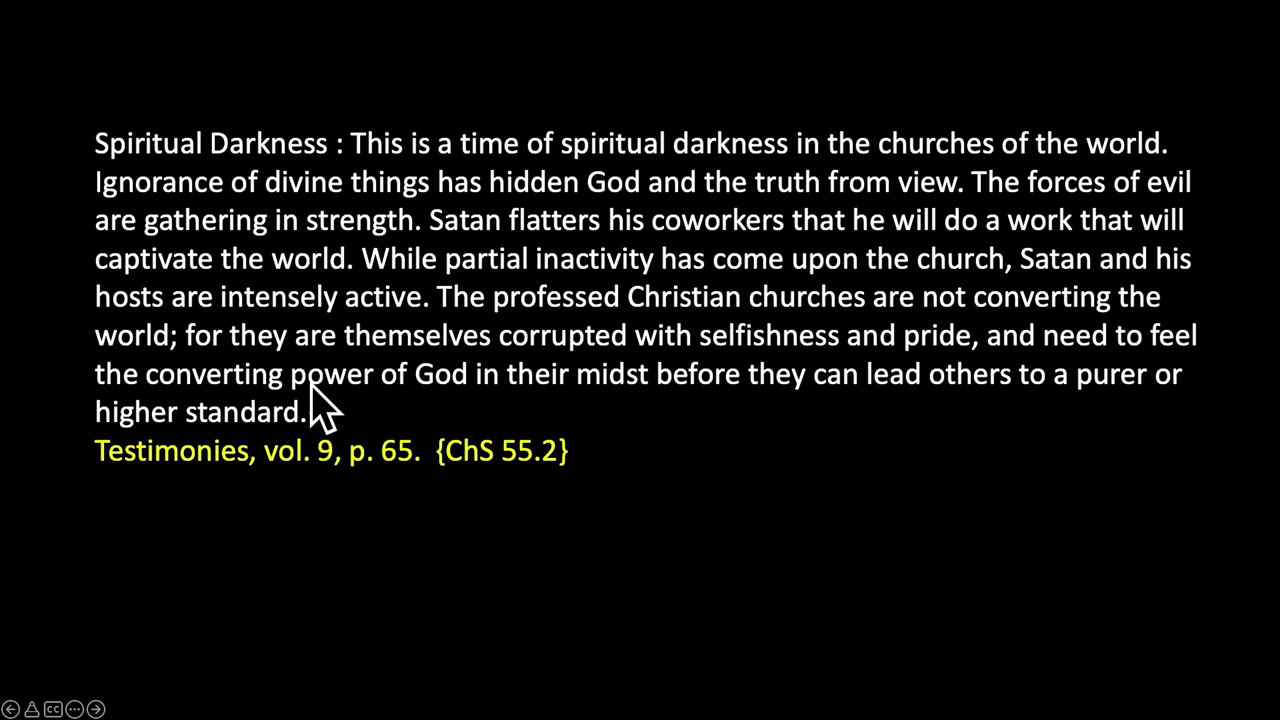 Spiritual Darkness : This is a time of spiritual darkness in the churches of the world.
Ignorance of divine things has hidden God and the truth from view. The forces of evil
are gathering in strength. Satan flatters his coworkers that he will do a work that will
captivate the world. While partial inactivity has come upon the church, Satan and his
hosts are intensely active. The professed Christian churches are not converting the
world; for they are themselves corrupted with selfishness and pride, and need to feel
the converting power of God in their midst before they can lead others to a purer or
higher standard.
Testimonies, vol. 9, p. 65.  {ChS 55.2}
CC